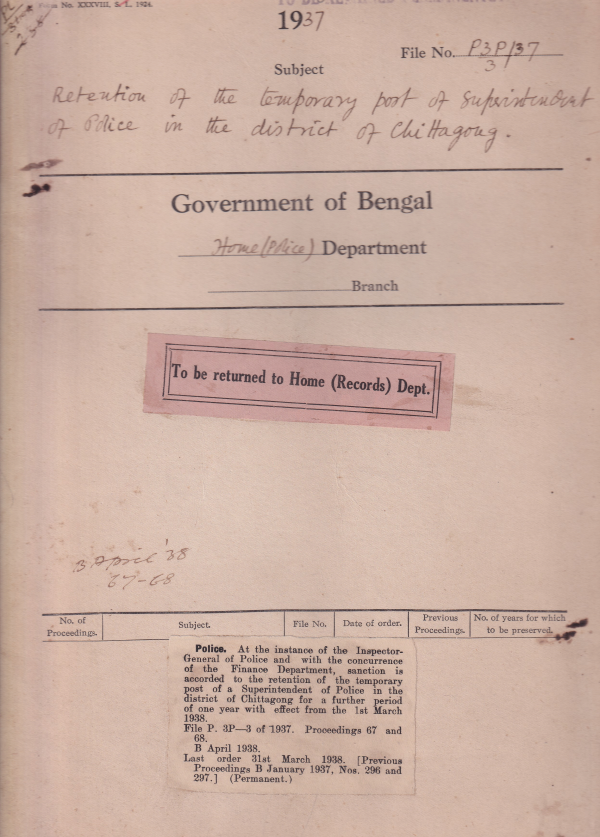 No. XXXVIII,
1937
File No. P3P/37
3
Subject
Retention of the temporary post of Superintendent
of Police in the district of Chittagong.
Government of Bengal
Home (Police) Department
Branch
To be returned to Home (Records) Dept.
3 April '38
67-68
No. of Proceedings.
Subject.
File No.
Date of order.
Previous Proceedings.
No. of years for which to be preserved.
Police. At the instance of the Inspector-
General of Police and with the concurrence
of the Finance Department, sanction is
accorded to the retention of the temporary
post of a Superintendent of Police in the
district of Chittagong for a further period
of one year with effect from the 1st March
1938.
File P. 3P—3 of 1937. Proceedings 67 and
68.
B April 1938.
Last order 31st March 1938. [Previous
Proceedings B January 1937, Nos. 296 and
297.] (Permanent.)